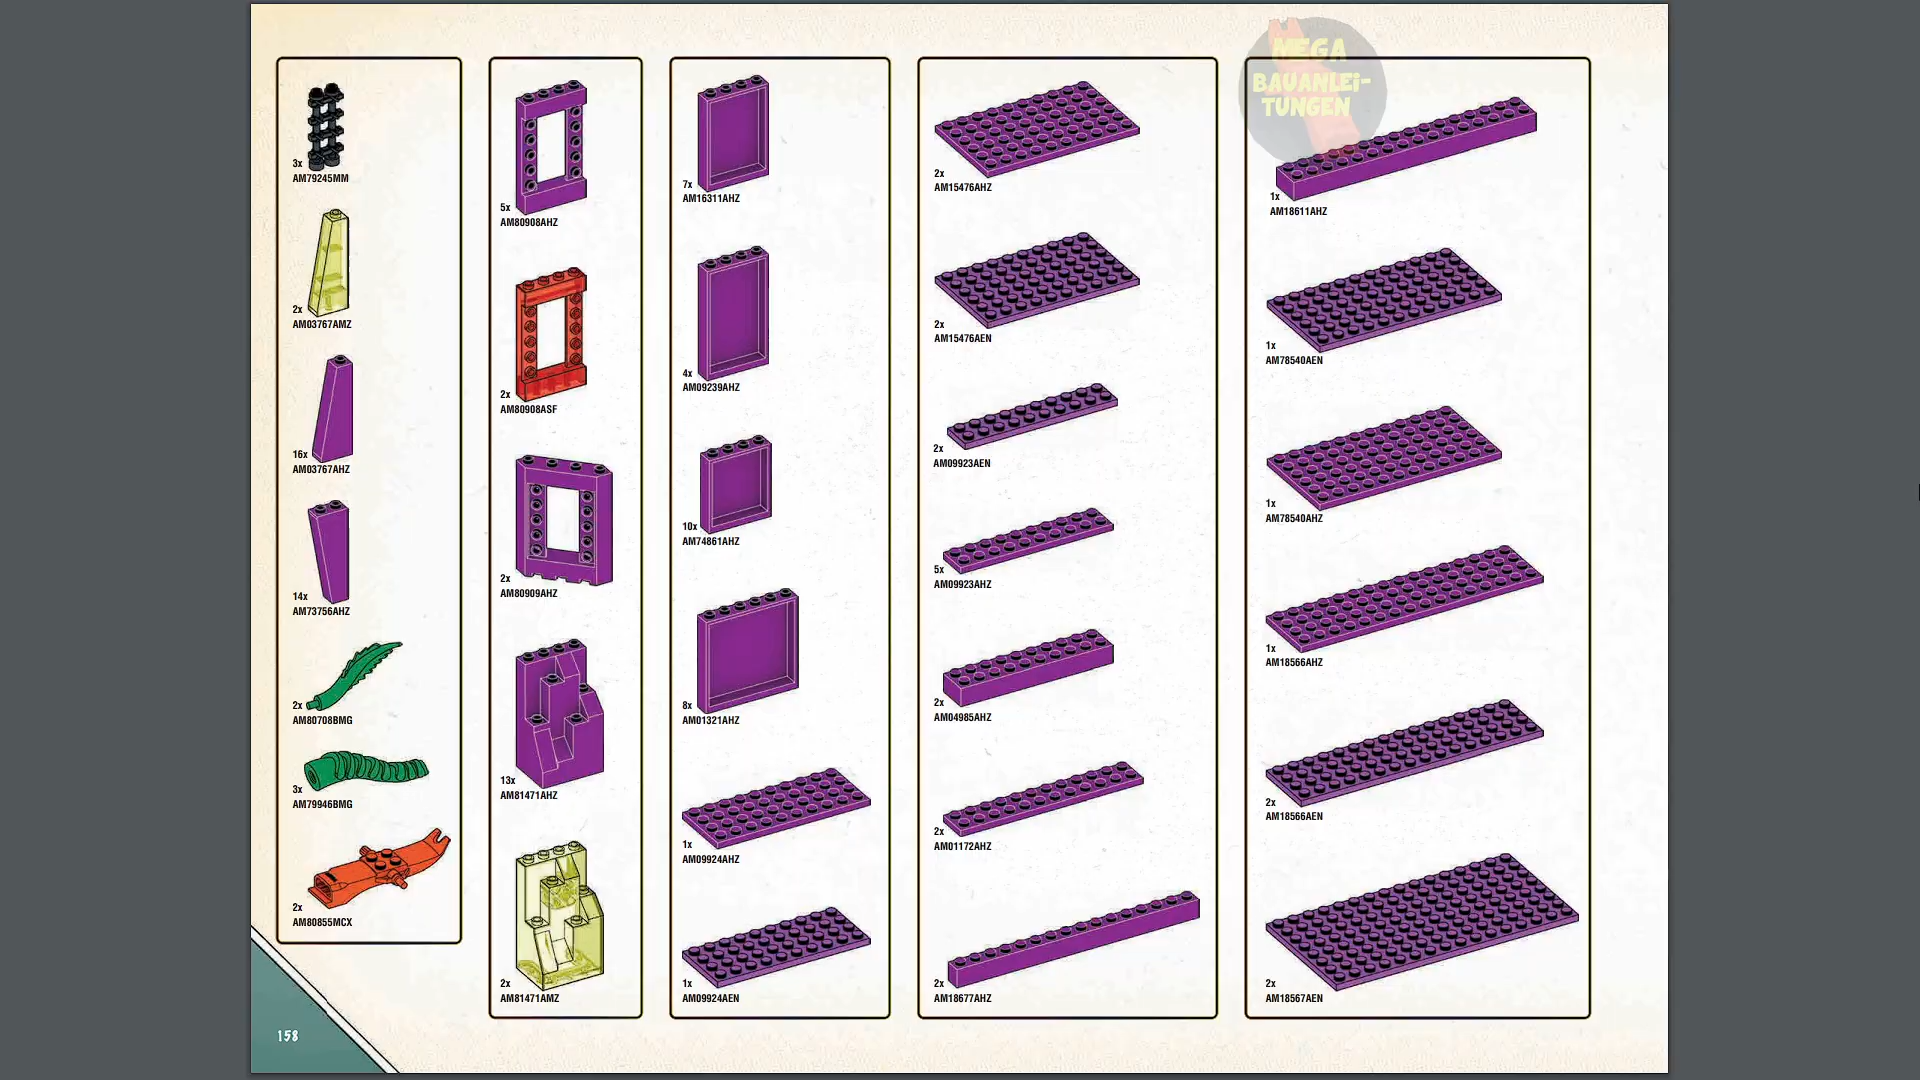 3x
AM79245MM
2x
AM03767AMZ
16x
AM03767AHZ
14x
AM73756AHZ
2x
AM80708BMG
3x
AM79946BMG
2x
AM80855MCX
5x
AM80908AHZ
2x
AM80908ASF
2x
AM80909AHZ
13x
AM81471AHZ
2x
AM81471AMZ
7x
AM16311AHZ
4x
AM09239AHZ
10x
AM74861AHZ
8x
AM01321AHZ
1x
AM09924AHZ
1x
AM09924AEN
2x
AM15476AHZ
2x
AM15476AEN
2x
AM09923AEN
5x
AM09923AHZ
2x
AM04985AHZ
2x
AM01172AHZ
2x
AM18677AHZ
MEGA
BAUANLEi-
TUNGEN
1x
AM18611AHZ
1x
AM78540AEN
1x
AM78540AHZ
1x
AM18566AHZ
2x
AM18566AEN
2x
AM18567AEN
158